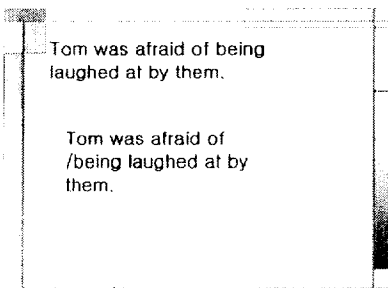 Tom was afraid of being
laughed at by them.
Tom was afraid of
/being laughed at by
them.